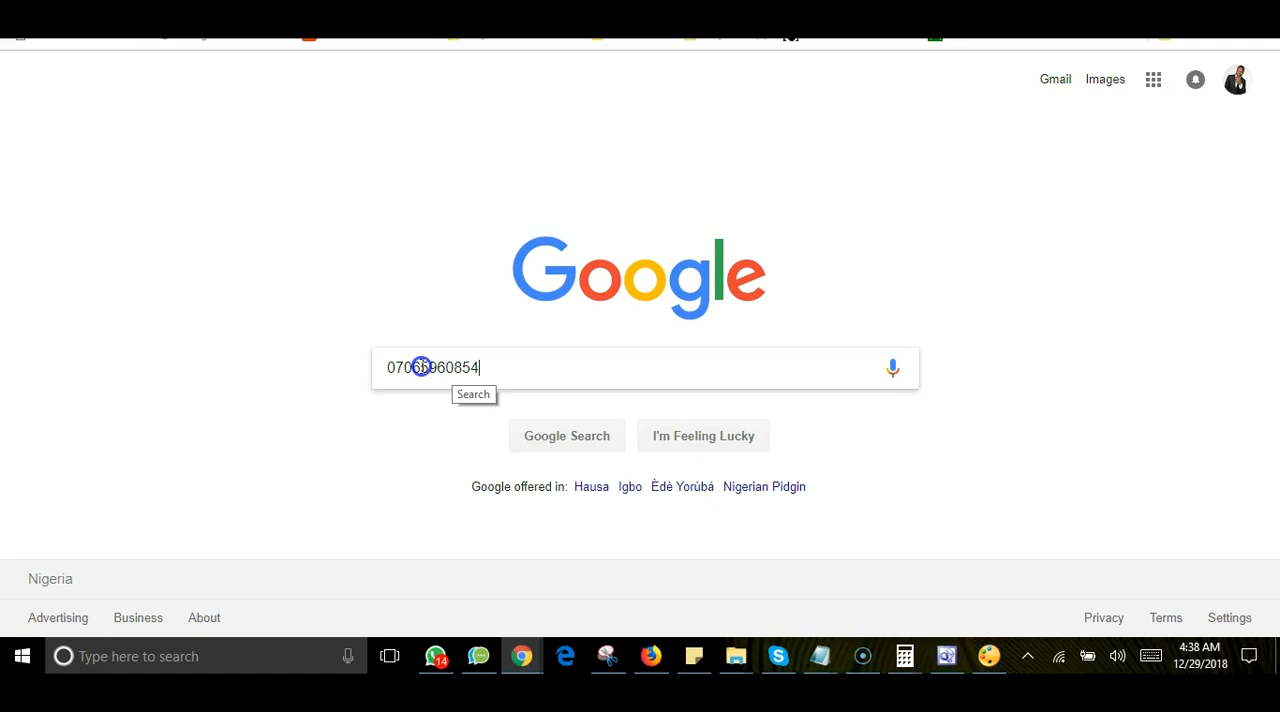 Gmail Images
Google
07065960854
Search
Google Search I'm Feeling Lucky
Google offered in: Hausa Igbo Èdè Yorùbá Nigerian Pidgin
Nigeria
Advertising Business About Privacy Terms Settings
Type here to search
14
4:38 AM
12/29/2018